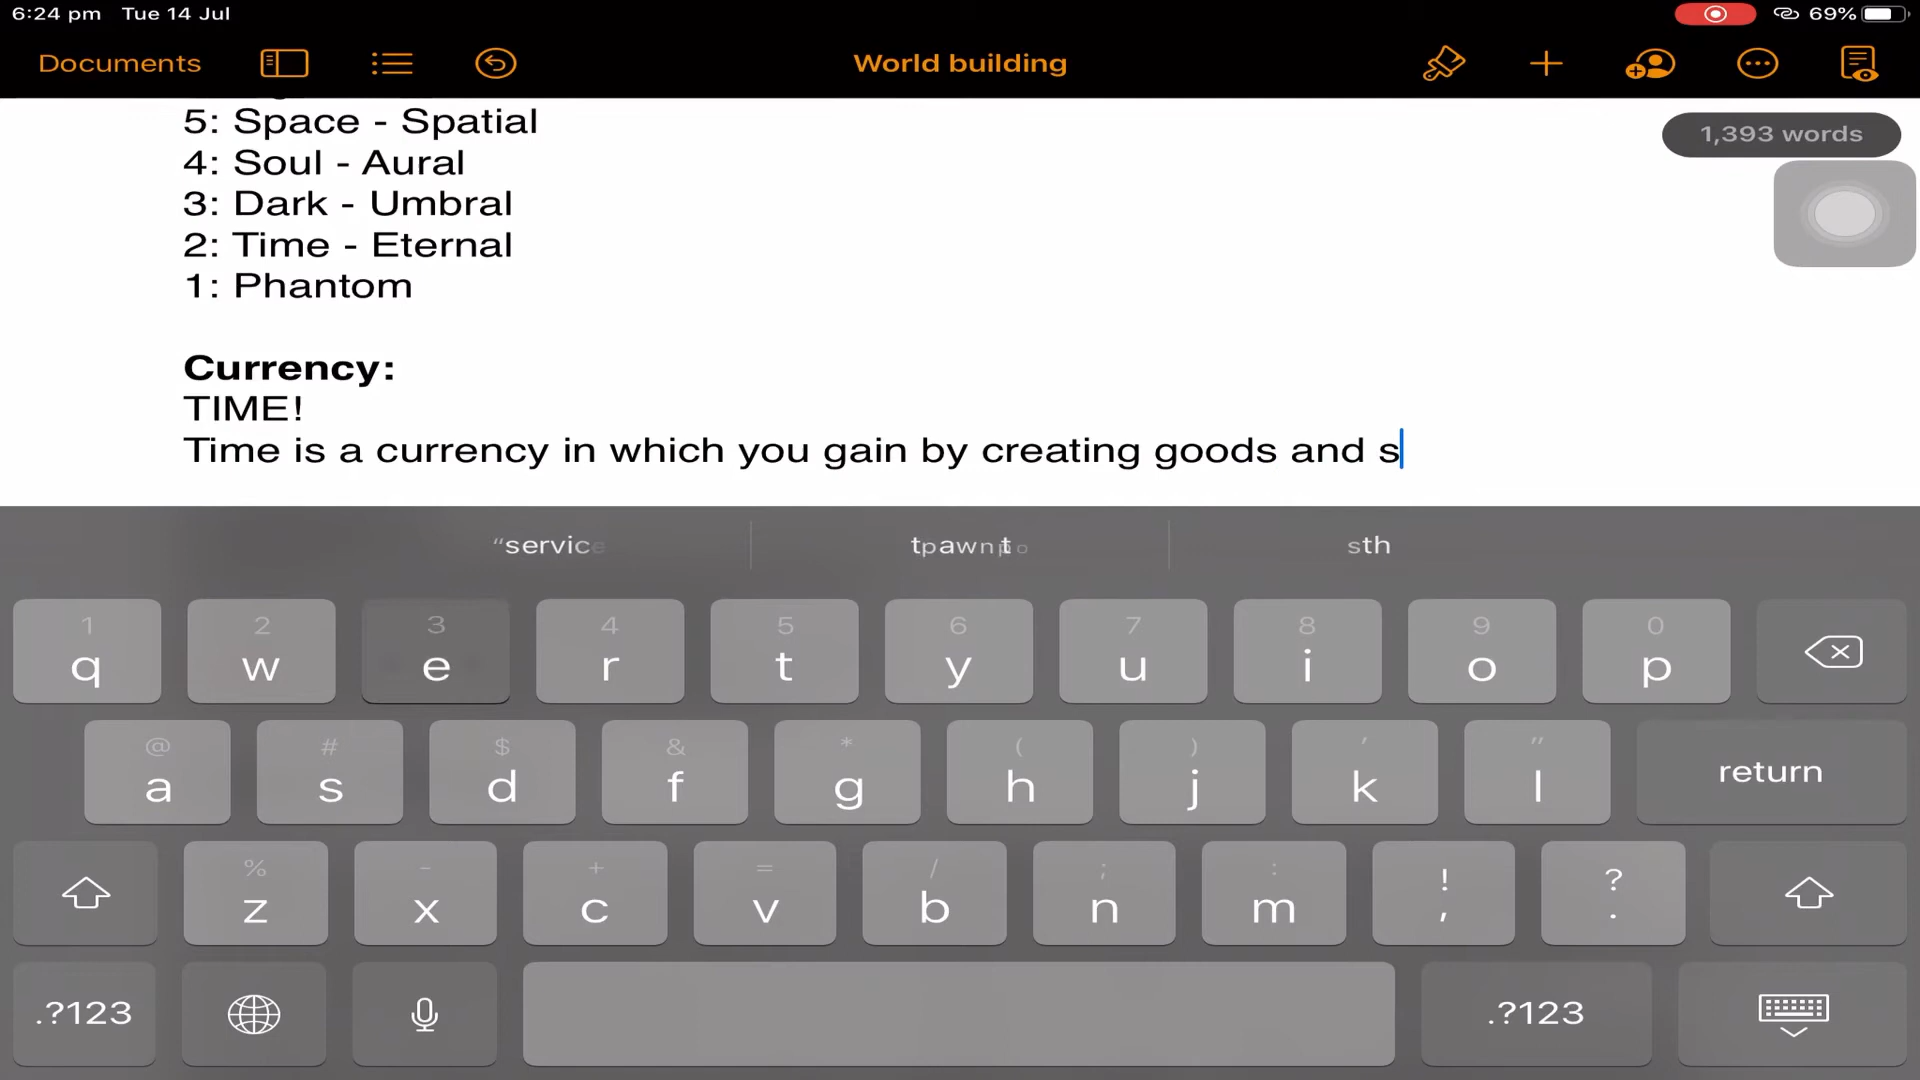 6:24 pm Tue 14 Jul 69%
Documents World building
5: Space - Spatial
1,393 words
4: Soul - Aural
3: Dark - Umbral
2: Time - Eternal
1: Phantom
Currency:
TIME!
Time is a currency in which you gain by creating goods and s
“servic sth
1 2 3 4 5 6 7 8 9 0
q w e r t y u i o p
@ # $ & * ( ) ' "
a s d f g h j k l return
% - + = / ; : ! ?
z x c v b n m , .
.?123 .?123